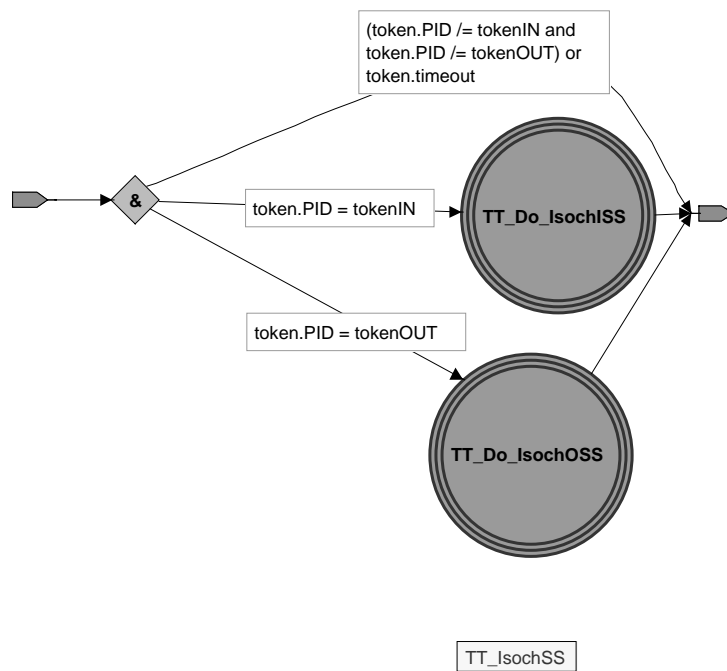 (token.PID /= tokenIN and
token.PID /= tokenOUT) or
token.timeout
&
token.PID = tokenIN
TT_Do_IsochISS
token.PID = tokenOUT
TT_Do_IsochOSS
TT_IsochSS